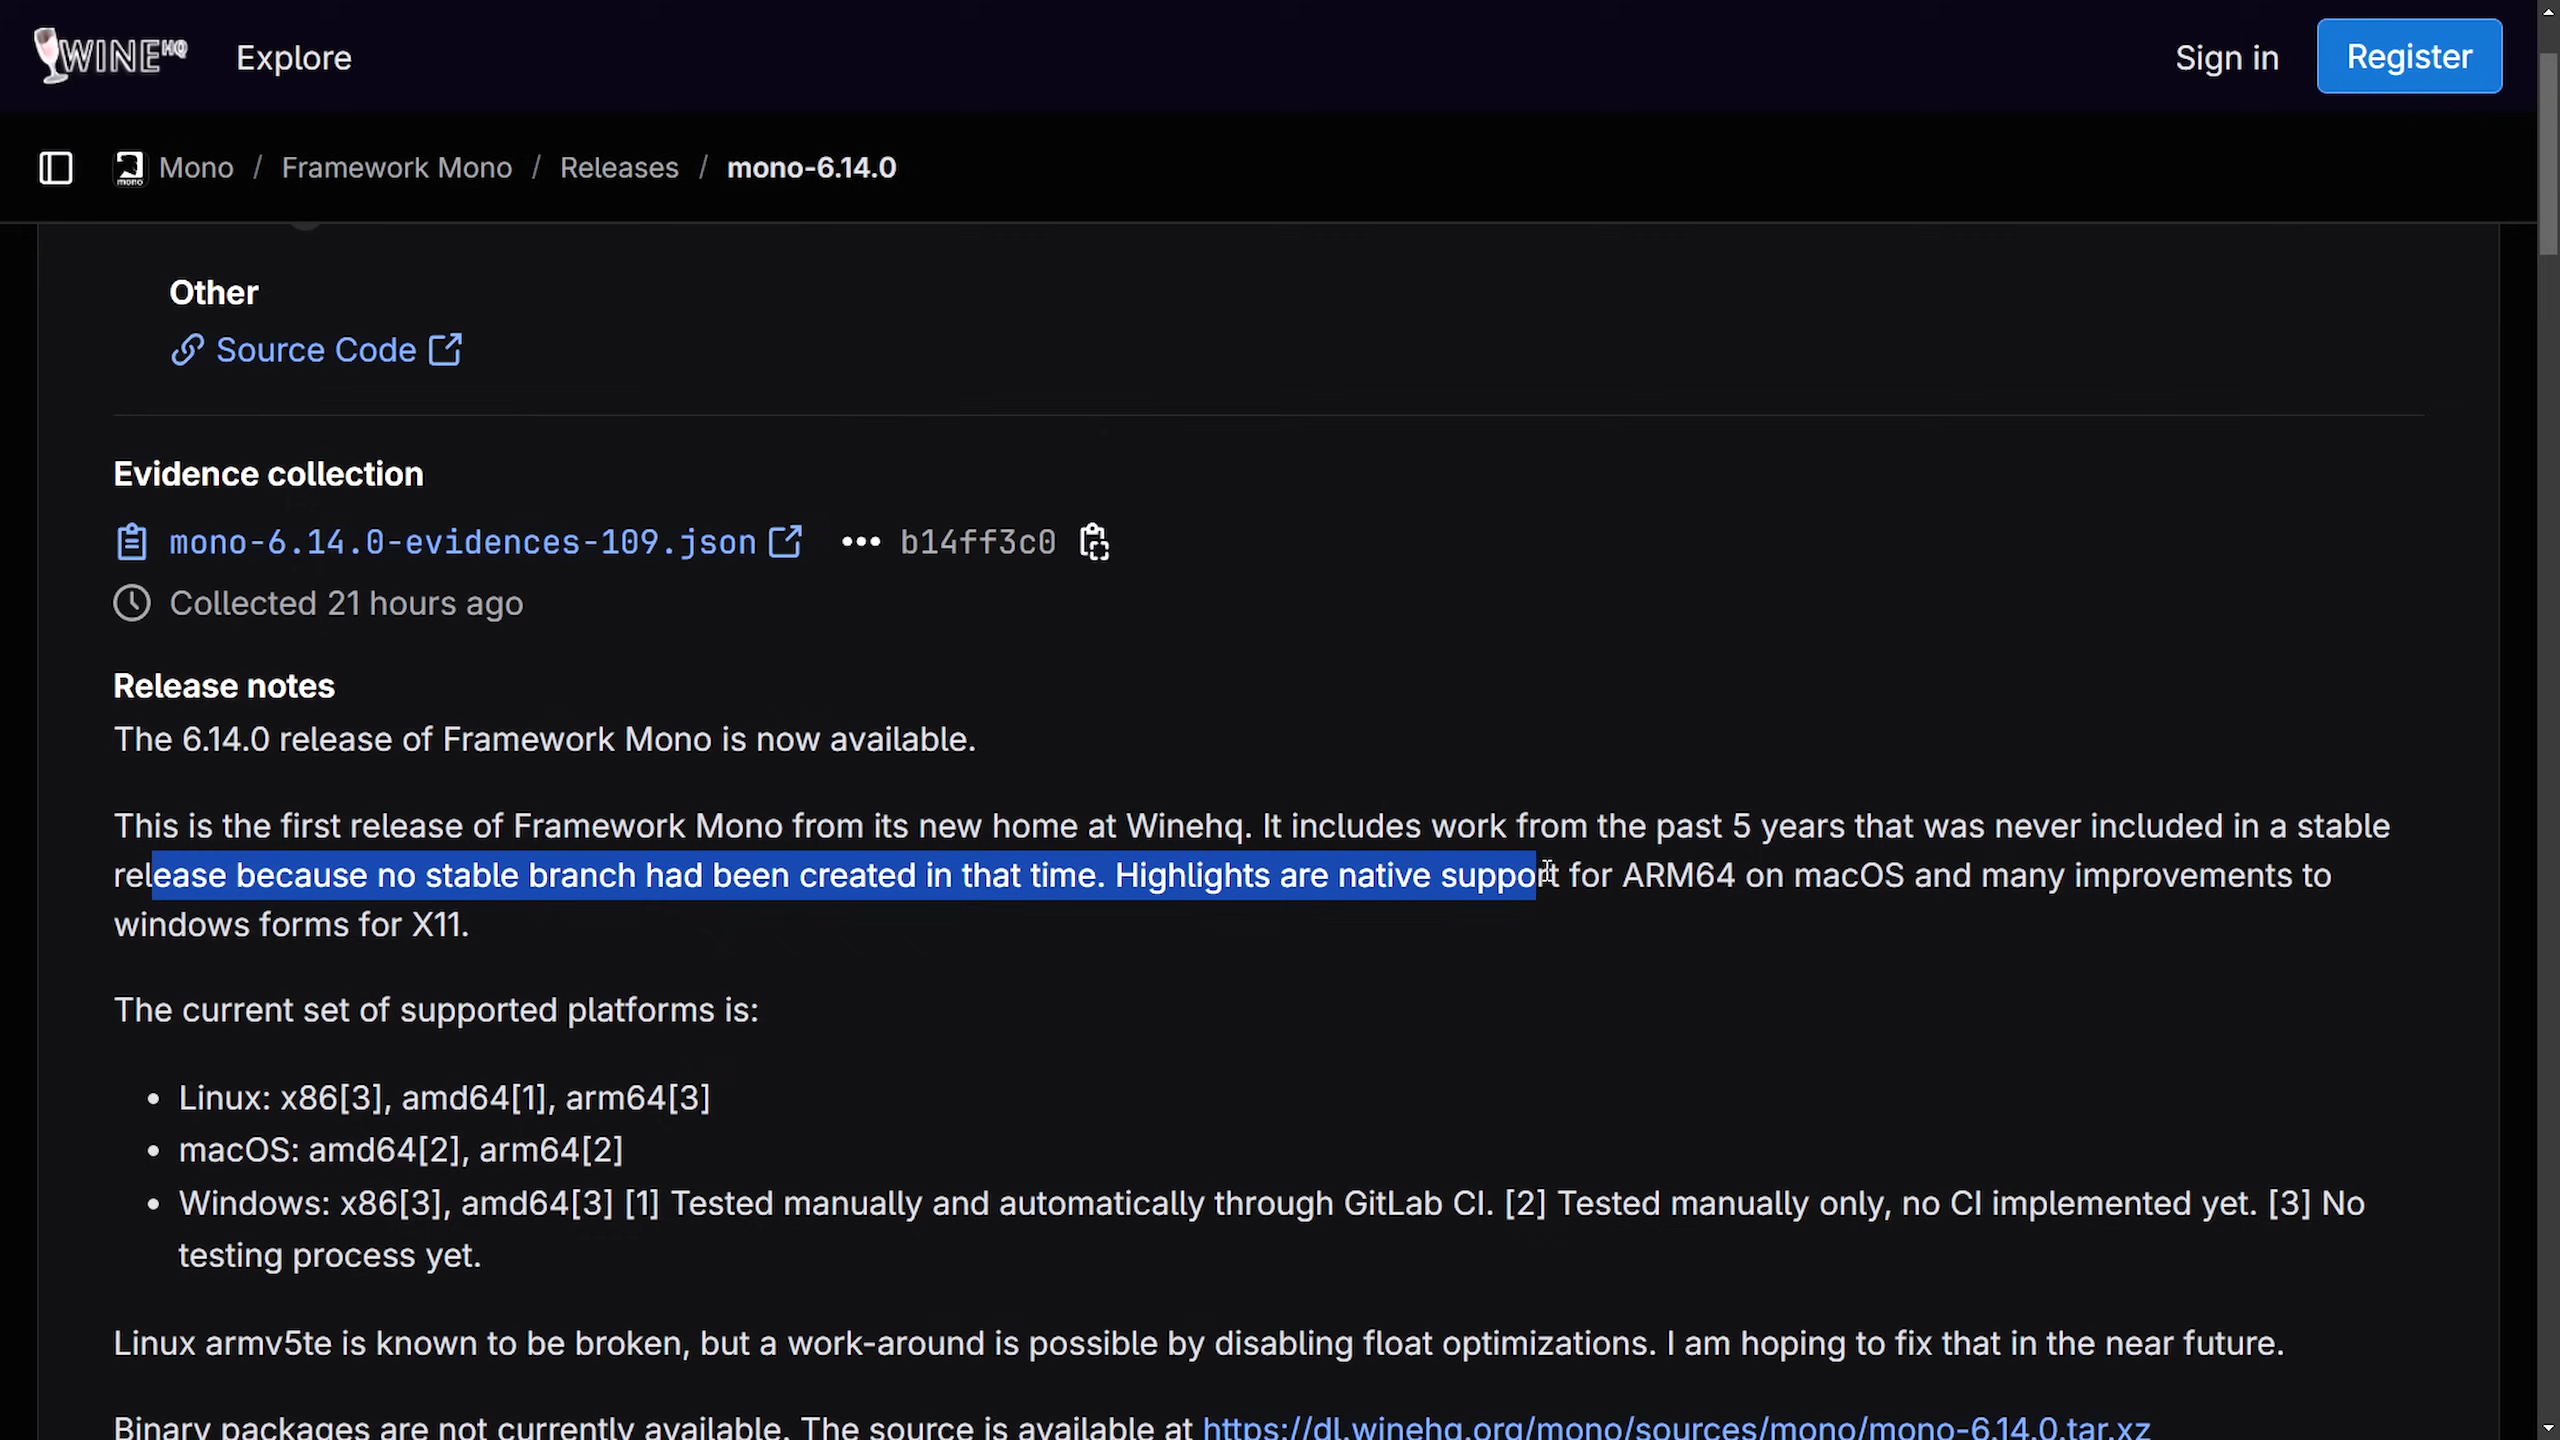 WINEHQ Explore Sign in Register
mono Mono / Framework Mono / Releases / mono-6.14.0
Other
Source Code
Evidence collection
mono-6.14.0-evidences-109.json ••• b14ff3c0
Collected 21 hours ago
Release notes
The 6.14.0 release of Framework Mono is now available.
This is the first release of Framework Mono from its new home at Winehq. It includes work from the past 5 years that was never included in a stable
release because no stable branch had been created in that time. Highlights are native support for ARM64 on macOS and many improvements to
windows forms for X11.
The current set of supported platforms is:
• Linux: x86[3], amd64[1], arm64[3]
• macOS: amd64[2], arm64[2]
• Windows: x86[3], amd64[3] [1] Tested manually and automatically through GitLab CI. [2] Tested manually only, no CI implemented yet. [3] No
testing process yet.
Linux armv5te is known to be broken, but a work-around is possible by disabling float optimizations. I am hoping to fix that in the near future.
Binary packages are not currently available. The source is available at https://dl.winehq.org/mono/sources/mono/mono-6.14.0.tar.xz